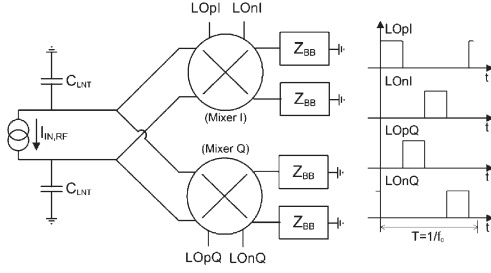 LOpI LOnI
Z_BB
Z_BB
(Mixer I)
C_LNT
I_IN,RF
C_LNT
(Mixer Q)
Z_BB
Z_BB
LOpQ LOnQ
LOpI
t
LOnI
t
LOpQ
t
LOnQ
t
T=1/f_c